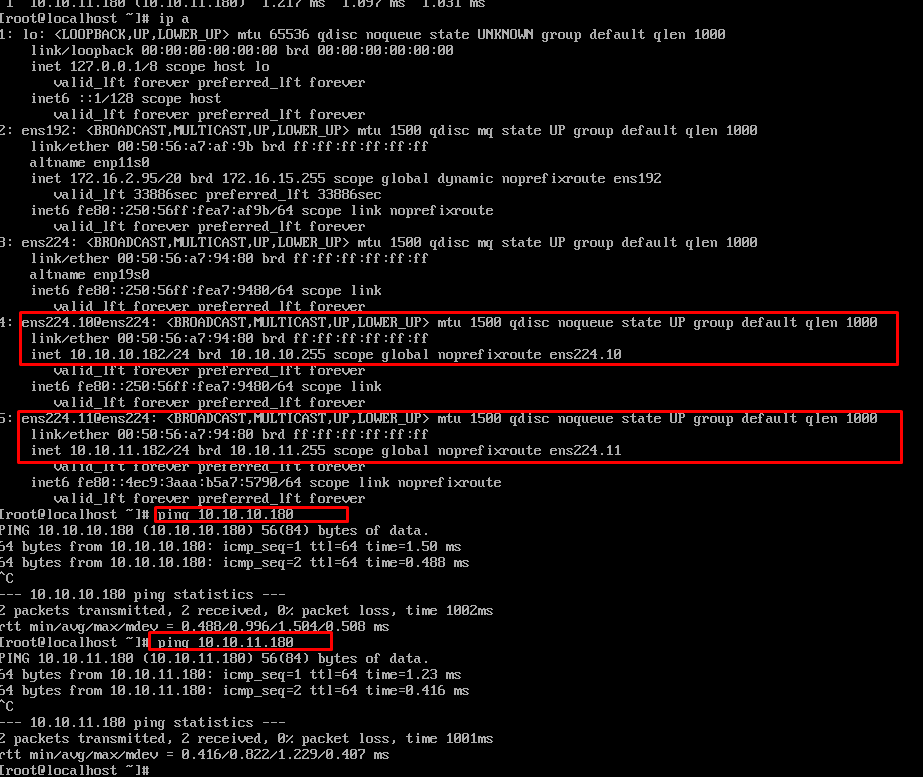 1  10.10.11.180 (10.10.11.180)  1.217 ms  1.097 ms  1.031 ms
[root@localhost ~]# ip a
1: lo: <LOOPBACK,UP,LOWER_UP> mtu 65536 qdisc noqueue state UNKNOWN group default qlen 1000
link/loopback 00:00:00:00:00:00 brd 00:00:00:00:00:00
inet 127.0.0.1/8 scope host lo
valid_lft forever preferred_lft forever
inet6 ::1/128 scope host
valid_lft forever preferred_lft forever
2: ens192: <BROADCAST,MULTICAST,UP,LOWER_UP> mtu 1500 qdisc mq state UP group default qlen 1000
link/ether 00:50:56:a7:af:9b brd ff:ff:ff:ff:ff:ff
altname enp11s0
inet 172.16.2.95/20 brd 172.16.15.255 scope global dynamic noprefixroute ens192
valid_lft 33886sec preferred_lft 33886sec
inet6 fe80::250:56ff:fea7:af9b/64 scope link noprefixroute
valid_lft forever preferred_lft forever
3: ens224: <BROADCAST,MULTICAST,UP,LOWER_UP> mtu 1500 qdisc mq state UP group default qlen 1000
link/ether 00:50:56:a7:94:80 brd ff:ff:ff:ff:ff:ff
altname enp19s0
inet6 fe80::250:56ff:fea7:9480/64 scope link
valid_lft forever preferred_lft forever
4: ens224.10@ens224: <BROADCAST,MULTICAST,UP,LOWER_UP> mtu 1500 qdisc noqueue state UP group default qlen 1000
link/ether 00:50:56:a7:94:80 brd ff:ff:ff:ff:ff:ff
inet 10.10.10.182/24 brd 10.10.10.255 scope global noprefixroute ens224.10
valid_lft forever preferred_lft forever
inet6 fe80::250:56ff:fea7:9480/64 scope link
valid_lft forever preferred_lft forever
5: ens224.11@ens224: <BROADCAST,MULTICAST,UP,LOWER_UP> mtu 1500 qdisc noqueue state UP group default qlen 1000
link/ether 00:50:56:a7:94:80 brd ff:ff:ff:ff:ff:ff
inet 10.10.11.182/24 brd 10.10.11.255 scope global noprefixroute ens224.11
valid_lft forever preferred_lft forever
inet6 fe80::4ec9:3aaa:b5a7:5790/64 scope link noprefixroute
valid_lft forever preferred_lft forever
[root@localhost ~]# ping 10.10.10.180
PING 10.10.10.180 (10.10.10.180) 56(84) bytes of data.
64 bytes from 10.10.10.180: icmp_seq=1 ttl=64 time=1.50 ms
64 bytes from 10.10.10.180: icmp_seq=2 ttl=64 time=0.488 ms
^C
--- 10.10.10.180 ping statistics ---
2 packets transmitted, 2 received, 0% packet loss, time 1002ms
rtt min/avg/max/mdev = 0.488/0.996/1.504/0.508 ms
[root@localhost ~]# ping 10.10.11.180
PING 10.10.11.180 (10.10.11.180) 56(84) bytes of data.
64 bytes from 10.10.11.180: icmp_seq=1 ttl=64 time=1.23 ms
64 bytes from 10.10.11.180: icmp_seq=2 ttl=64 time=0.416 ms
^C
--- 10.10.11.180 ping statistics ---
2 packets transmitted, 2 received, 0% packet loss, time 1001ms
rtt min/avg/max/mdev = 0.416/0.822/1.229/0.407 ms
[root@localhost ~]#